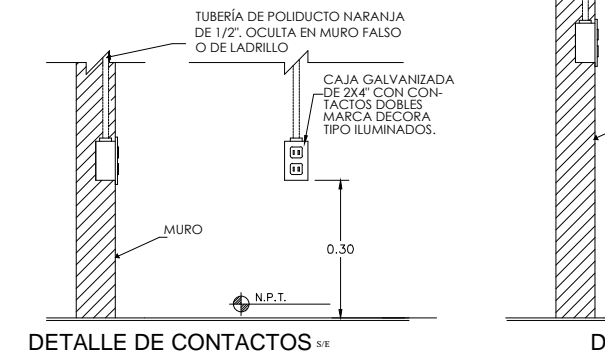 TUBERÍA DE POLIDUCTO NARANJA
DE 1/2". OCULTA EN MURO FALSO
O DE LADRILLO
CAJA GALVANIZADA
DE 2X4" CON CON-
TACTOS DOBLES
MARCA DECORA
TIPO ILUMINADOS.
MURO
0.30
N.P.T.
DETALLE DE CONTACTOS S/E
D